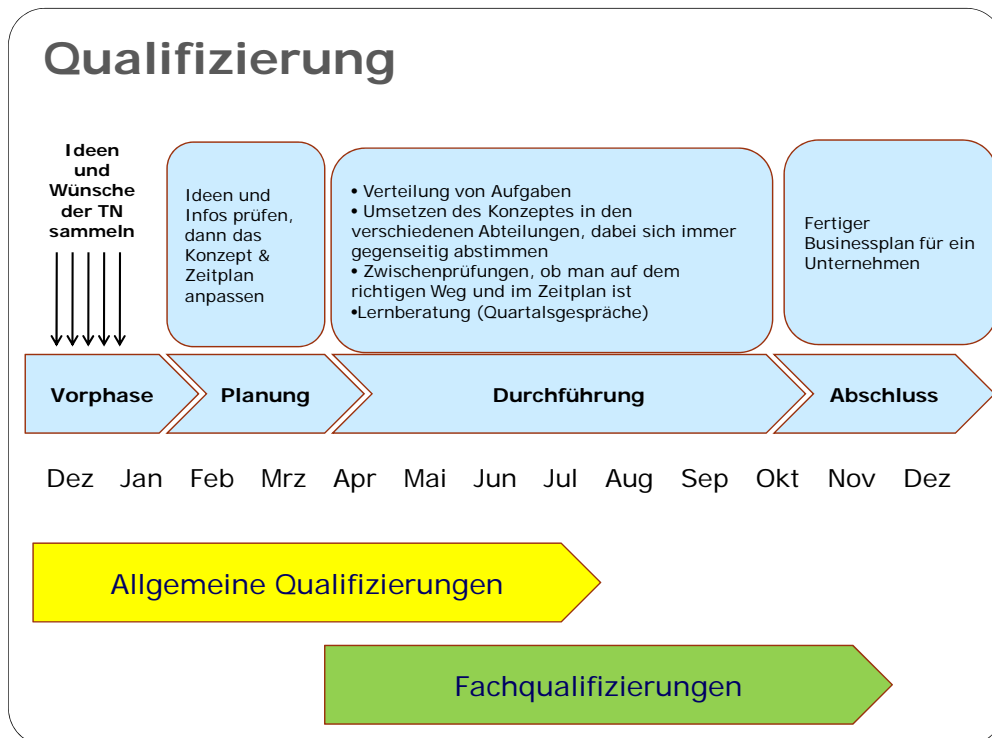 Qualifizierung
Ideen
und
Wünsche
der TN
sammeln
Ideen und
Infos prüfen,
dann das
Konzept &
Zeitplan
anpassen
• Verteilung von Aufgaben
• Umsetzen des Konzeptes in den
verschiedenen Abteilungen, dabei sich immer
gegenseitig abstimmen
• Zwischenprüfungen, ob man auf dem
richtigen Weg und im Zeitplan ist
•Lernberatung (Quartalsgespräche)
Fertiger
Businessplan für ein
Unternehmen
Vorphase Planung Durchführung Abschluss
Dez Jan Feb Mrz Apr Mai Jun Jul Aug Sep Okt Nov Dez
Allgemeine Qualifizierungen
Fachqualifizierungen